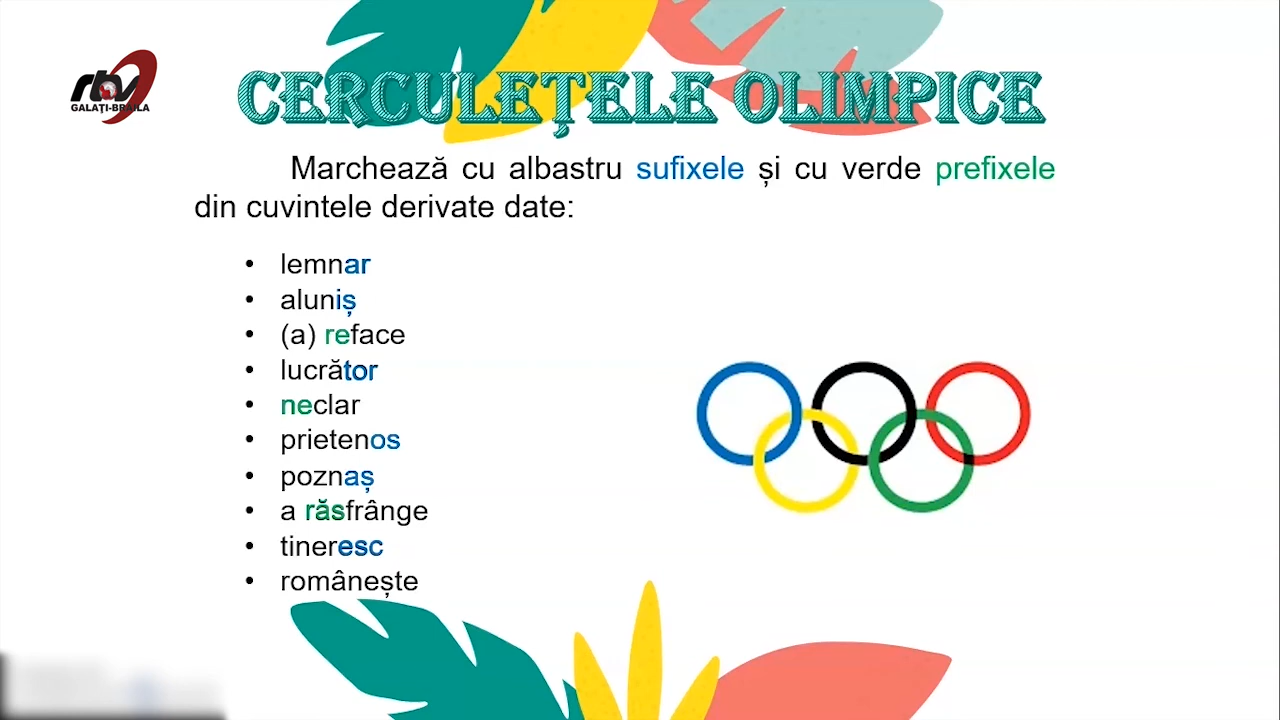 rtv
GALAȚI-BRĂILA
CERCULEȚELE OLIMPICE
Marchează cu albastru sufixele și cu verde prefixele
din cuvintele derivate date:
• lemnar
• aluniș
• (a) reface
• lucrător
• neclar
• prietenos
• poznaș
• a răsfrânge
• tineresc
• românește